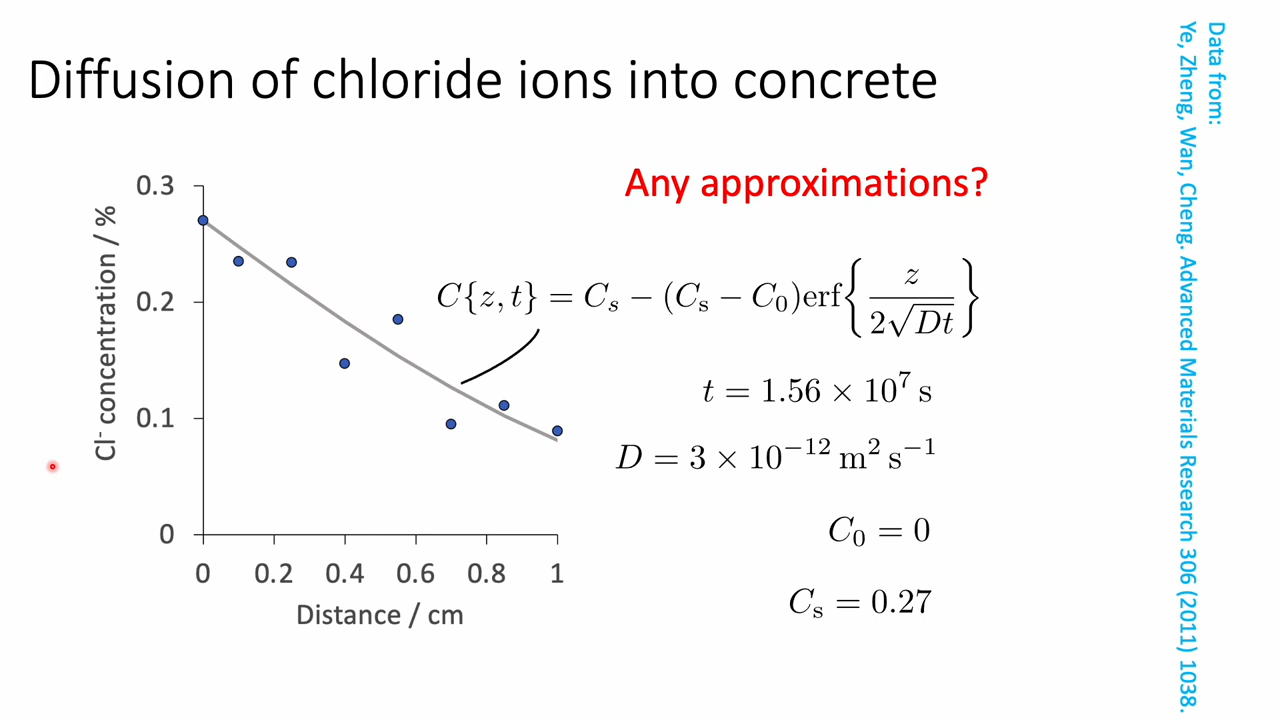 Diffusion of chloride ions into concrete
Any approximations?
Cl⁻ concentration / %
0.3
0.2
0.1
0
0 0.2 0.4 0.6 0.8 1
Distance / cm
C{z, t} = Cₛ − (Cₛ − C₀)erf{z / 2√Dt}
t = 1.56 × 10⁷ s
D = 3 × 10⁻¹² m² s⁻¹
C₀ = 0
Cₛ = 0.27
Data from:
Ye, Zheng, Wan, Cheng. Advanced Materials Research 306 (2011) 1038.